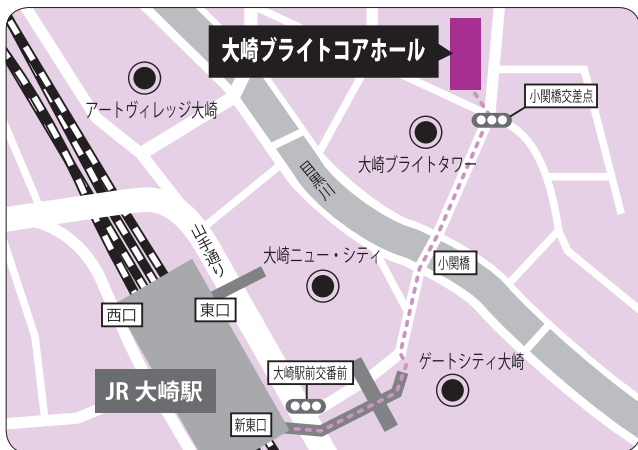 大崎ブライトコアホール
アートヴィレッジ大崎
小関橋交差点
大崎ブライトタワー
目黒川
山手通り
大崎ニュー・シティ
小関橋
西口
東口
大崎駅前交番前
ゲートシティ大崎
JR 大崎駅
新東口